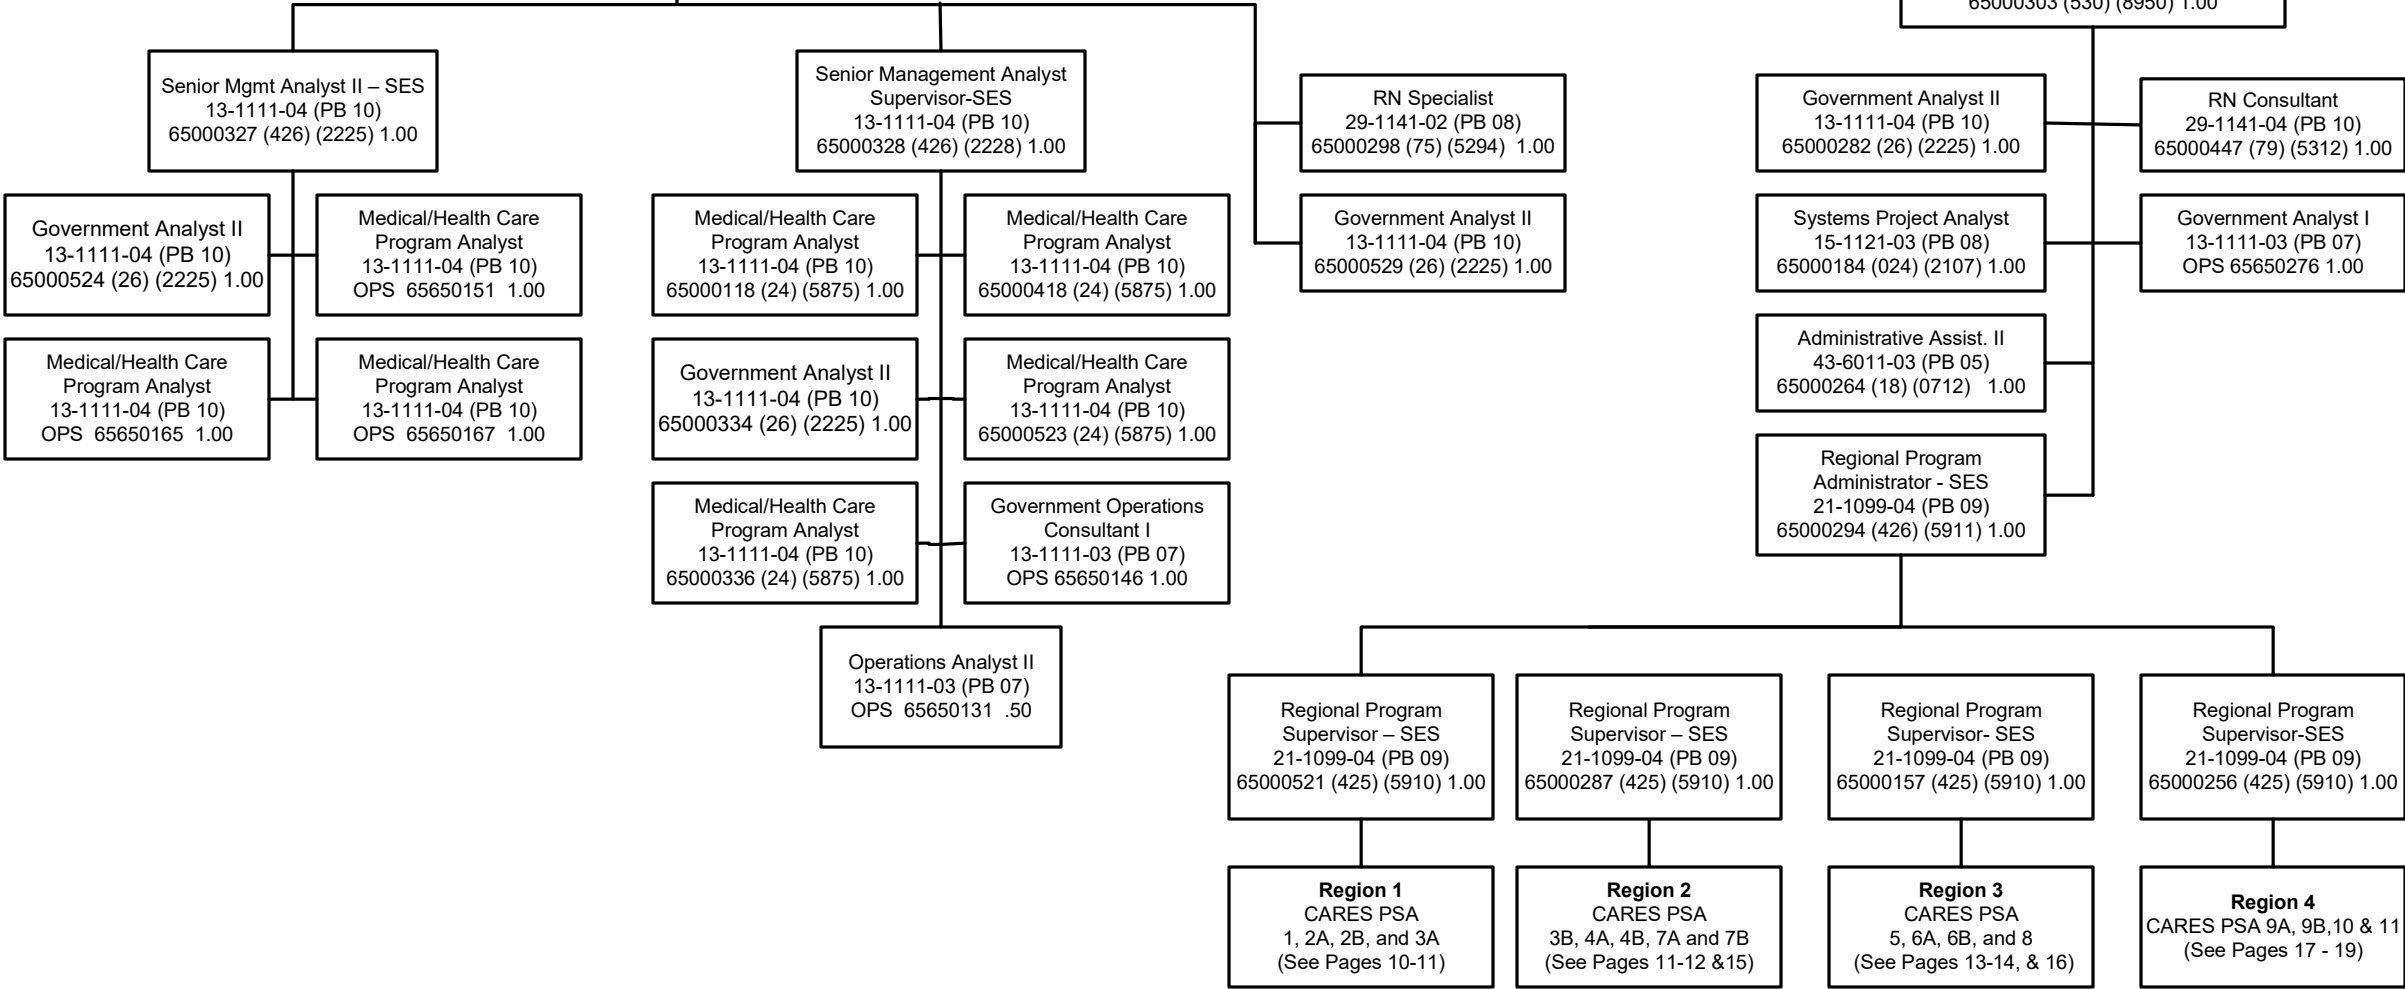 65000303 (530) (8950) 1.00
Senior Mgmt Analyst II – SES
13-1111-04 (PB 10)
65000327 (426) (2225) 1.00
Senior Management Analyst
Supervisor-SES
13-1111-04 (PB 10)
65000328 (426) (2228) 1.00
RN Specialist
29-1141-02 (PB 08)
65000298 (75) (5294)  1.00
Government Analyst II
13-1111-04 (PB 10)
65000282 (26) (2225) 1.00
RN Consultant
29-1141-04 (PB 10)
65000447 (79) (5312) 1.00
Government Analyst II
13-1111-04 (PB 10)
65000524 (26) (2225) 1.00
Medical/Health Care
Program Analyst
13-1111-04 (PB 10)
OPS  65650151  1.00
Medical/Health Care
Program Analyst
13-1111-04 (PB 10)
65000118 (24) (5875) 1.00
Medical/Health Care
Program Analyst
13-1111-04 (PB 10)
65000418 (24) (5875) 1.00
Government Analyst II
13-1111-04 (PB 10)
65000529 (26) (2225) 1.00
Systems Project Analyst
15-1121-03 (PB 08)
65000184 (024) (2107) 1.00
Government Analyst I
13-1111-03 (PB 07)
OPS 65650276 1.00
Medical/Health Care
Program Analyst
13-1111-04 (PB 10)
OPS  65650165  1.00
Medical/Health Care
Program Analyst
13-1111-04 (PB 10)
OPS  65650167  1.00
Government Analyst II
13-1111-04 (PB 10)
65000334 (26) (2225) 1.00
Medical/Health Care
Program Analyst
13-1111-04 (PB 10)
65000523 (24) (5875) 1.00
Administrative Assist. II
43-6011-03 (PB 05)
65000264 (18) (0712)   1.00
Regional Program
Administrator - SES
21-1099-04 (PB 09)
65000294 (426) (5911) 1.00
Medical/Health Care
Program Analyst
13-1111-04 (PB 10)
65000336 (24) (5875) 1.00
Government Operations
Consultant I
13-1111-03 (PB 07)
OPS 65650146 1.00
Operations Analyst II
13-1111-03 (PB 07)
OPS  65650131  .50
Regional Program
Supervisor – SES
21-1099-04 (PB 09)
65000521 (425) (5910) 1.00
Regional Program
Supervisor – SES
21-1099-04 (PB 09)
65000287 (425) (5910) 1.00
Regional Program
Supervisor- SES
21-1099-04 (PB 09)
65000157 (425) (5910) 1.00
Regional Program
Supervisor-SES
21-1099-04 (PB 09)
65000256 (425) (5910) 1.00
Region 1
CARES PSA
1, 2A, 2B, and 3A
(See Pages 10-11)
Region 2
CARES PSA
3B, 4A, 4B, 7A and 7B
(See Pages 11-12 &15)
Region 3
CARES PSA
5, 6A, 6B, and 8
(See Pages 13-14, & 16)
Region 4
CARES PSA 9A, 9B,10 & 11
(See Pages 17 - 19)